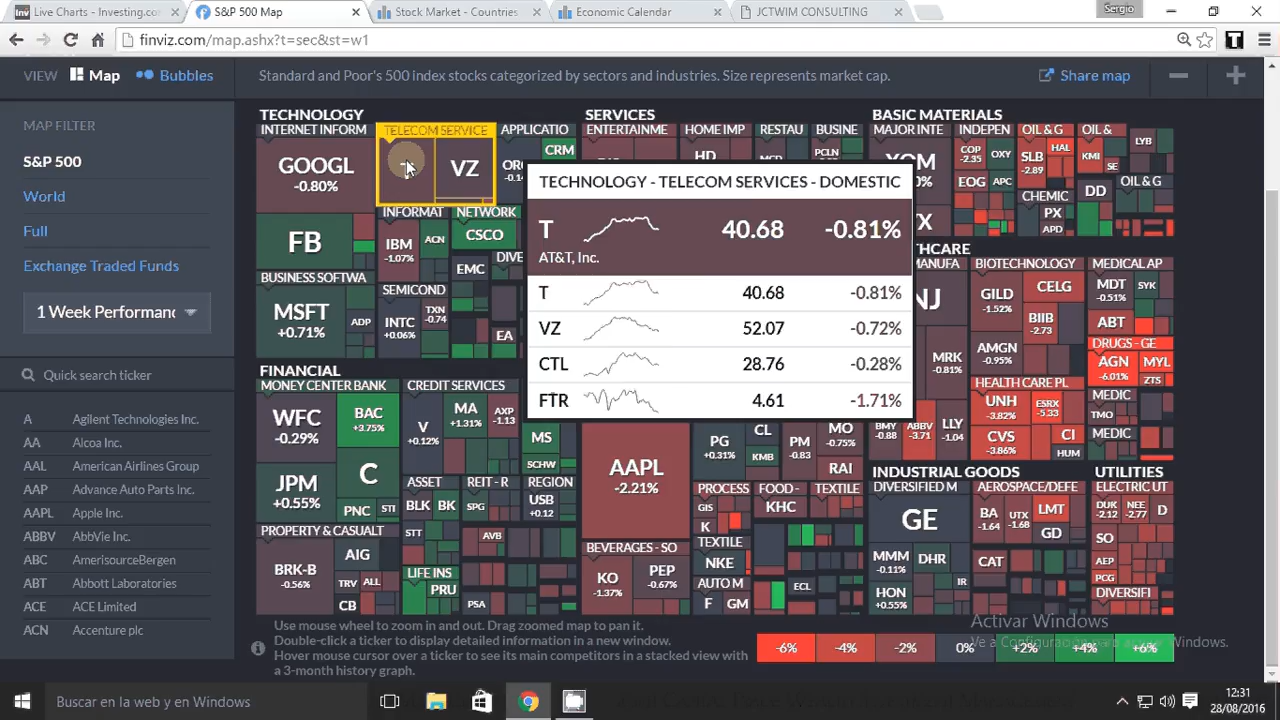 Live Charts - Investing.co
S&P 500 Map
Stock Market - Countries
Economic Calendar
JCTWIM CONSULTING
Sergio
finviz.com/map.ashx?t=sec&st=w1
VIEW Map Bubbles
Standard and Poor's 500 index stocks categorized by sectors and industries. Size represents market cap.
Share map
MAP FILTER
S&P 500
World
Full
Exchange Traded Funds
1 Week Performanc
Quick search ticker
A Agilent Technologies Inc.
AA Alcoa Inc.
AAL American Airlines Group
AAP Advance Auto Parts Inc.
AAPL Apple Inc.
ABBV AbbVie Inc.
ABC AmerisourceBergen
ABT Abbott Laboratories
ACE ACE Limited
ACN Accenture plc
TECHNOLOGY
INTERNET INFORM
GOOGL
-0.80%
FB
TELECOM SERVICE
VZ
APPLICATIO
CRM
INFORMAT
IBM
-1.07%
ACN
NETWORK
CSCO
DIVE
EMC
BUSINESS SOFTWA
MSFT
+0.71%
ADP
SEMICOND
INTC
+0.06%
TXN
-0.74
EA
SERVICES
ENTERTAINME
HOME IMP
HD
RESTAU
BUSINE
PCLN
TECHNOLOGY - TELECOM SERVICES - DOMESTIC
T 40.68 -0.81%
AT&T, Inc.
T 40.68 -0.81%
VZ 52.07 -0.72%
CTL 28.76 -0.28%
FTR 4.61 -1.71%
BASIC MATERIALS
MAJOR INTE
XOM
INDEPEN
COP
-2.35
OXY
EOG
APC
OIL & G
SLB
-2.89
HAL
OIL &
KMI
SE
LYB
OIL & G
CHEMIC
PX
APD
DD
BIOTECHNOLOGY
GILD
-1.52%
CELG
BIIB
-2.73
AMGN
-0.95%
MRK
-0.81%
MEDICAL AP
MDT
-0.51%
SYK
ABT
DRUGS - GE
AGN
-6.01%
MYL
ZTS
HEALTH CARE PL
UNH
-3.82%
ESRX
-5.33
CVS
-3.86%
CI
HUM
MEDIC
TMO
MEDIC
BMY
-0.88
ABBV
-3.71
LLY
-1.04
FINANCIAL
MONEY CENTER BANK
WFC
-0.29%
BAC
+3.75%
JPM
+0.55%
C
PNC
STI
CREDIT SERVICES
V
+0.12%
MA
+1.31%
AXP
-1.13
MS
SCHW
ASSET
BLK
BK
STT
REIT - R
SPG
AVB
REGION
USB
+0.12
PROPERTY & CASUALT
BRK-B
-0.56%
AIG
TRV
ALL
CB
LIFE INS
PRU
PSA
AAPL
-2.21%
BEVERAGES - SO
KO
-1.37%
PEP
-0.67%
PG
+0.31%
CL
KMB
PM
-0.83
MO
-0.75%
RAI
PROCESS
GIS
K
FOOD -
KHC
TEXTILE
TEXTILE
NKE
AUTO M
F
GM
ECL
INDUSTRIAL GOODS
DIVERSIFIED M
GE
MMM
-0.11%
DHR
HON
+0.55%
IR
AEROSPACE/DEFE
BA
-1.64
UTX
-1.68
LMT
GD
CAT
UTILITIES
ELECTRIC UT
DUK
-2.12
NEE
-2.77
D
SO
AEP
PCG
DIVERSIFI
Use mouse wheel to zoom in and out. Drag zoomed map to pan it.
Double-click a ticker to display detailed information in a new window.
Hover mouse cursor over a ticker to see its main competitors in a stacked view with
a 3-month history graph.
-6% -4% -2% 0% +2% +4% +6%
Activar Windows
Buscar en la web y en Windows
12:31
28/08/2016